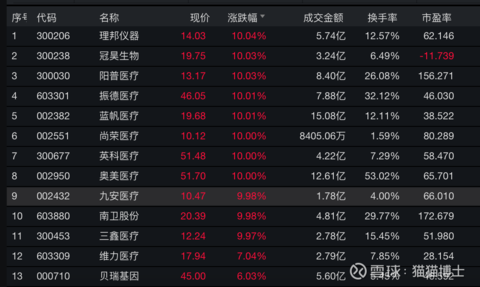 序 代码 名称 现价 涨跌幅 成交金额 换手率 市盈率
1 300206 理邦仪器 14.03 10.04% 5.74亿 12.57% 62.146
2 300238 冠昊生物 19.75 10.03% 3.24亿 6.49% -11.739
3 300030 阳普医疗 13.17 10.03% 8.40亿 26.08% 156.271
4 603301 振德医疗 46.05 10.01% 7.88亿 32.12% 46.030
5 002382 蓝帆医疗 19.68 10.01% 15.08亿 12.11% 38.522
6 002551 尚荣医疗 10.12 10.00% 8405.06万 1.59% 80.289
7 300677 英科医疗 51.48 10.00% 4.22亿 7.29% 58.470
8 002950 奥美医疗 51.70 10.00% 12.61亿 53.02% 65.701
9 002432 九安医疗 10.47 9.98% 1.78亿 4.00% 66.010
10 603880 南卫股份 20.39 9.98% 4.81亿 29.77% 172.679
11 300453 三鑫医疗 12.24 9.97% 2.78亿 15.45% 51.980
12 603309 维力医疗 17.94 7.04% 2.79亿 7.85% 28.154
13 000710 贝瑞基因 45.00 6.03% 5.60亿
雪球：猫猫博士